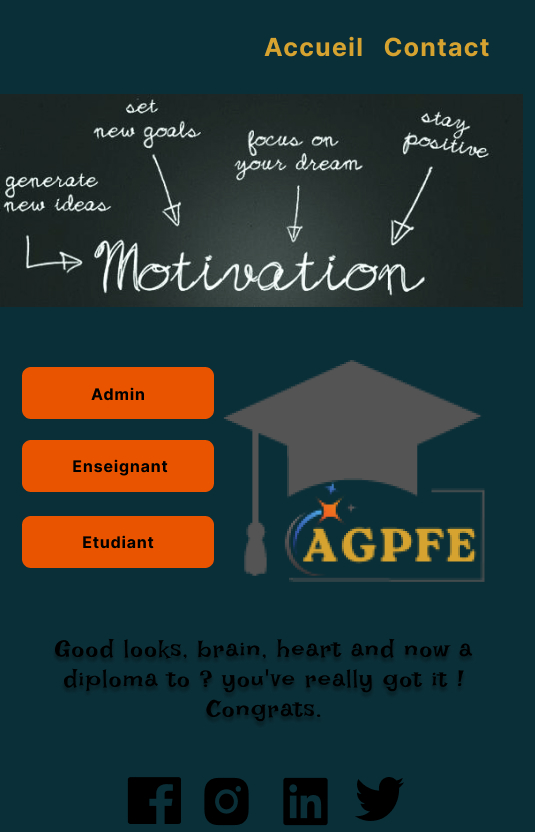 Accueil Contact
set
new goals
focus on
your dream
stay
positive
generate
new ideas
Motivation
Admin
Enseignant
Etudiant
AGPFE
Good looks, brain, heart and now a
diploma to ? you've really got it !
Congrats.